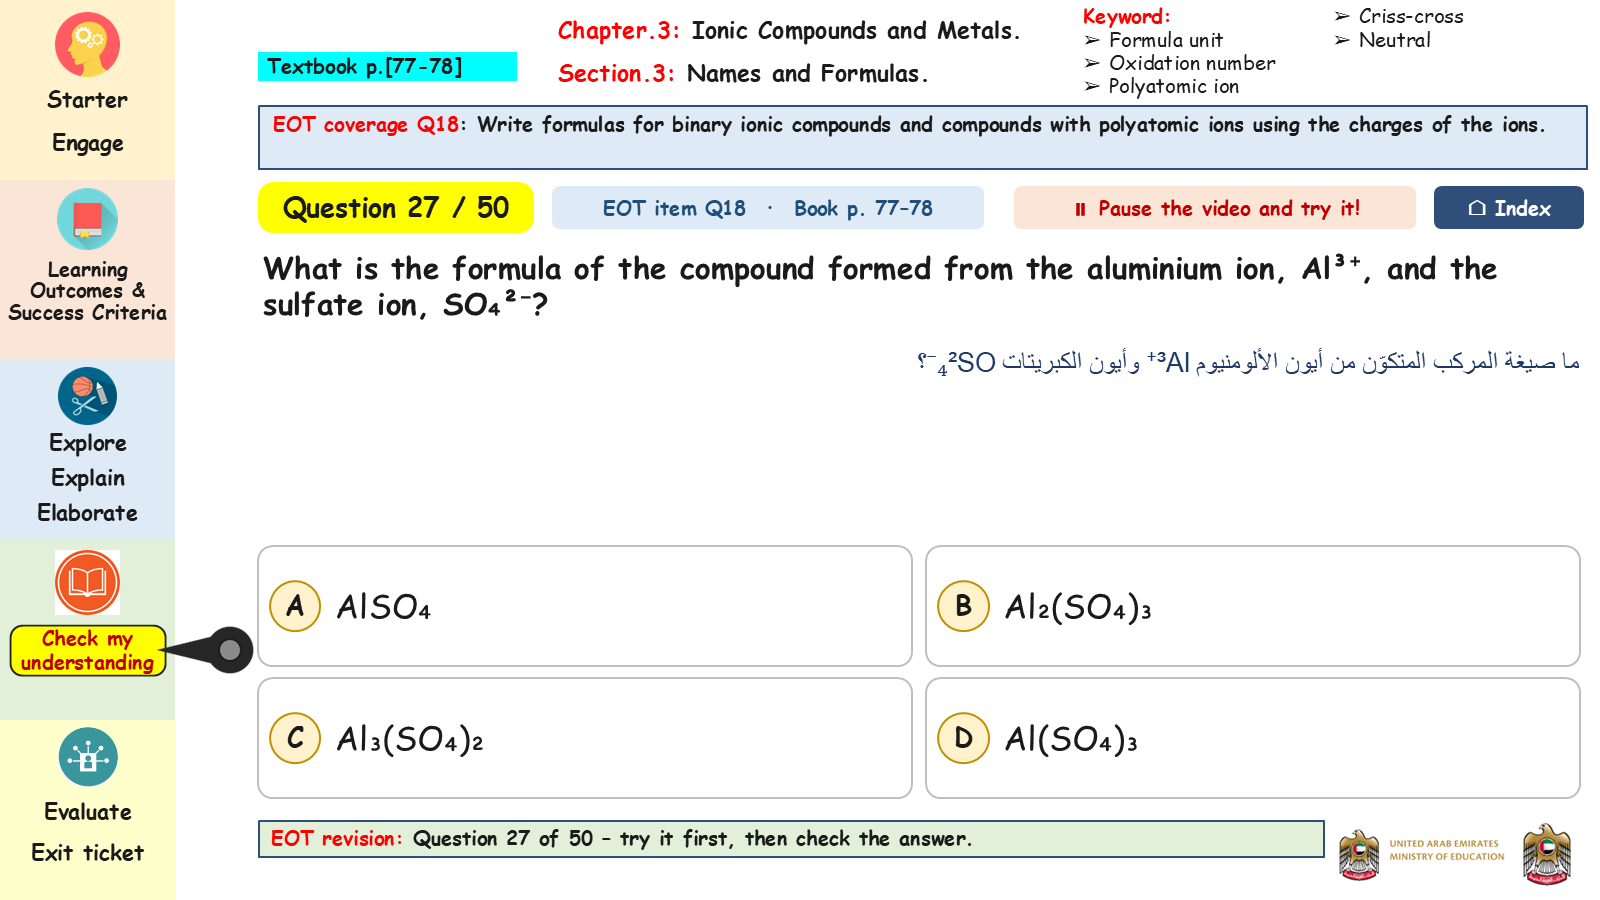 Starter
Engage
Learning
Outcomes &
Success Criteria
Explore
Explain
Elaborate
Check my
understanding
Evaluate
Exit ticket
Textbook p.[77-78]
Chapter.3: Ionic Compounds and Metals.
Section.3: Names and Formulas.
Keyword:
➢ Formula unit
➢ Oxidation number
➢ Polyatomic ion
➢ Criss-cross
➢ Neutral
EOT coverage Q18: Write formulas for binary ionic compounds and compounds with polyatomic ions using the charges of the ions.
Question 27 / 50
EOT item Q18 · Book p. 77–78
⏸ Pause the video and try it!
⌂ Index
What is the formula of the compound formed from the aluminium ion, Al³⁺, and the
sulfate ion, SO₄²⁻?
ما صيغة المركب المتكوّن من أيون الألومنيوم Al³⁺ وأيون الكبريتات SO₄²⁻؟
A AlSO₄
B Al₂(SO₄)₃
C Al₃(SO₄)₂
D Al(SO₄)₃
EOT revision: Question 27 of 50 – try it first, then check the answer.
UNITED ARAB EMIRATES
MINISTRY OF EDUCATION